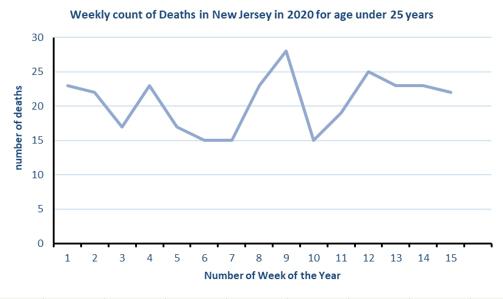 Weekly count of Deaths in New Jersey in 2020 for age under 25 years
30
25
20
15
10
5
0
number of deaths
1 2 3 4 5 6 7 8 9 10 11 12 13 14 15
Number of Week of the Year